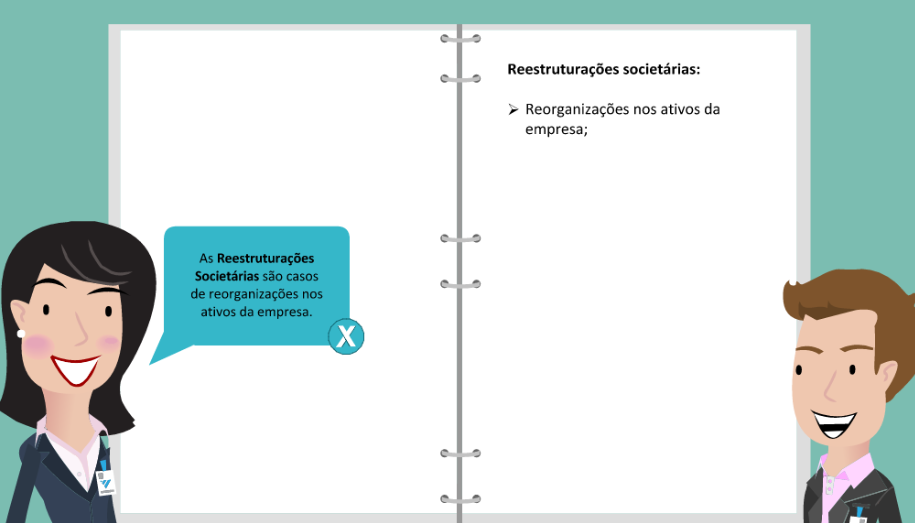 As Reestruturações
Societárias são casos
de reorganizações nos
ativos da empresa.
X
Reestruturações societárias:
➢ Reorganizações nos ativos da
empresa;